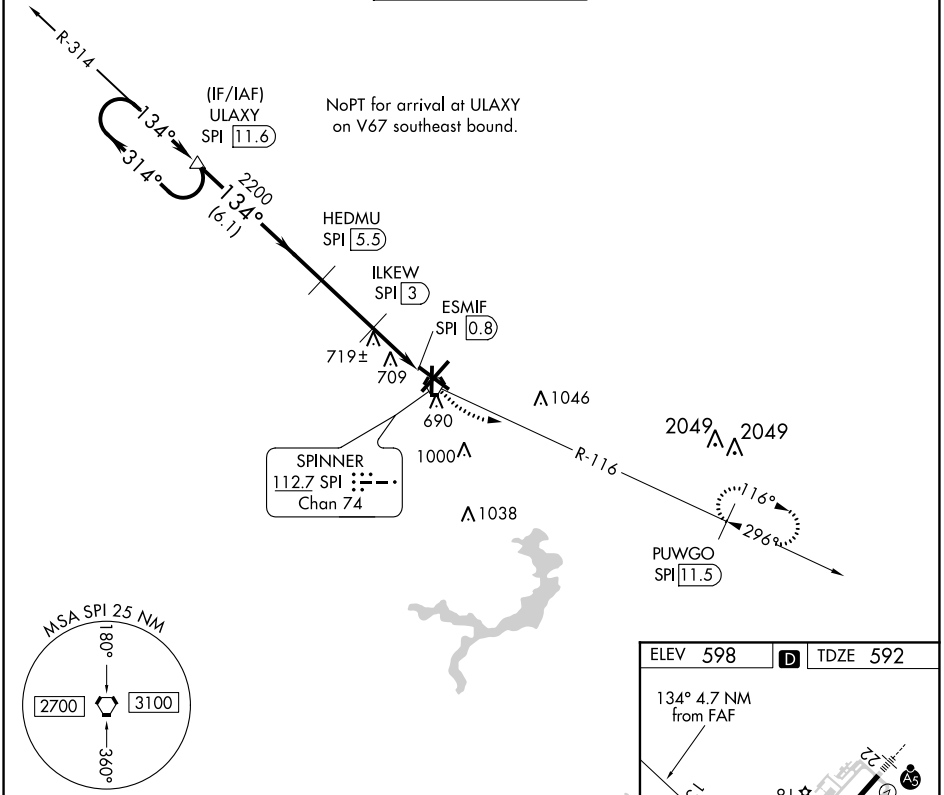 R-314
134°
314°
(IF/IAF)
ULAXY
SPI 11.6
NoPT for arrival at ULAXY
on V67 southeast bound.
2200
134°
(6.1)
HEDMU
SPI 5.5
ILKEW
SPI 3
ESMIF
SPI 0.8
719±
709
690
1046
1000
1038
2049 2049
R-116
116°
296°
PUWGO
SPI 11.5
SPINNER
112.7 SPI
Chan 74
MSA SPI 25 NM
180°
2700 3100
360°
ELEV 598 D TDZE 592
134° 4.7 NM
from FAF
22
A5